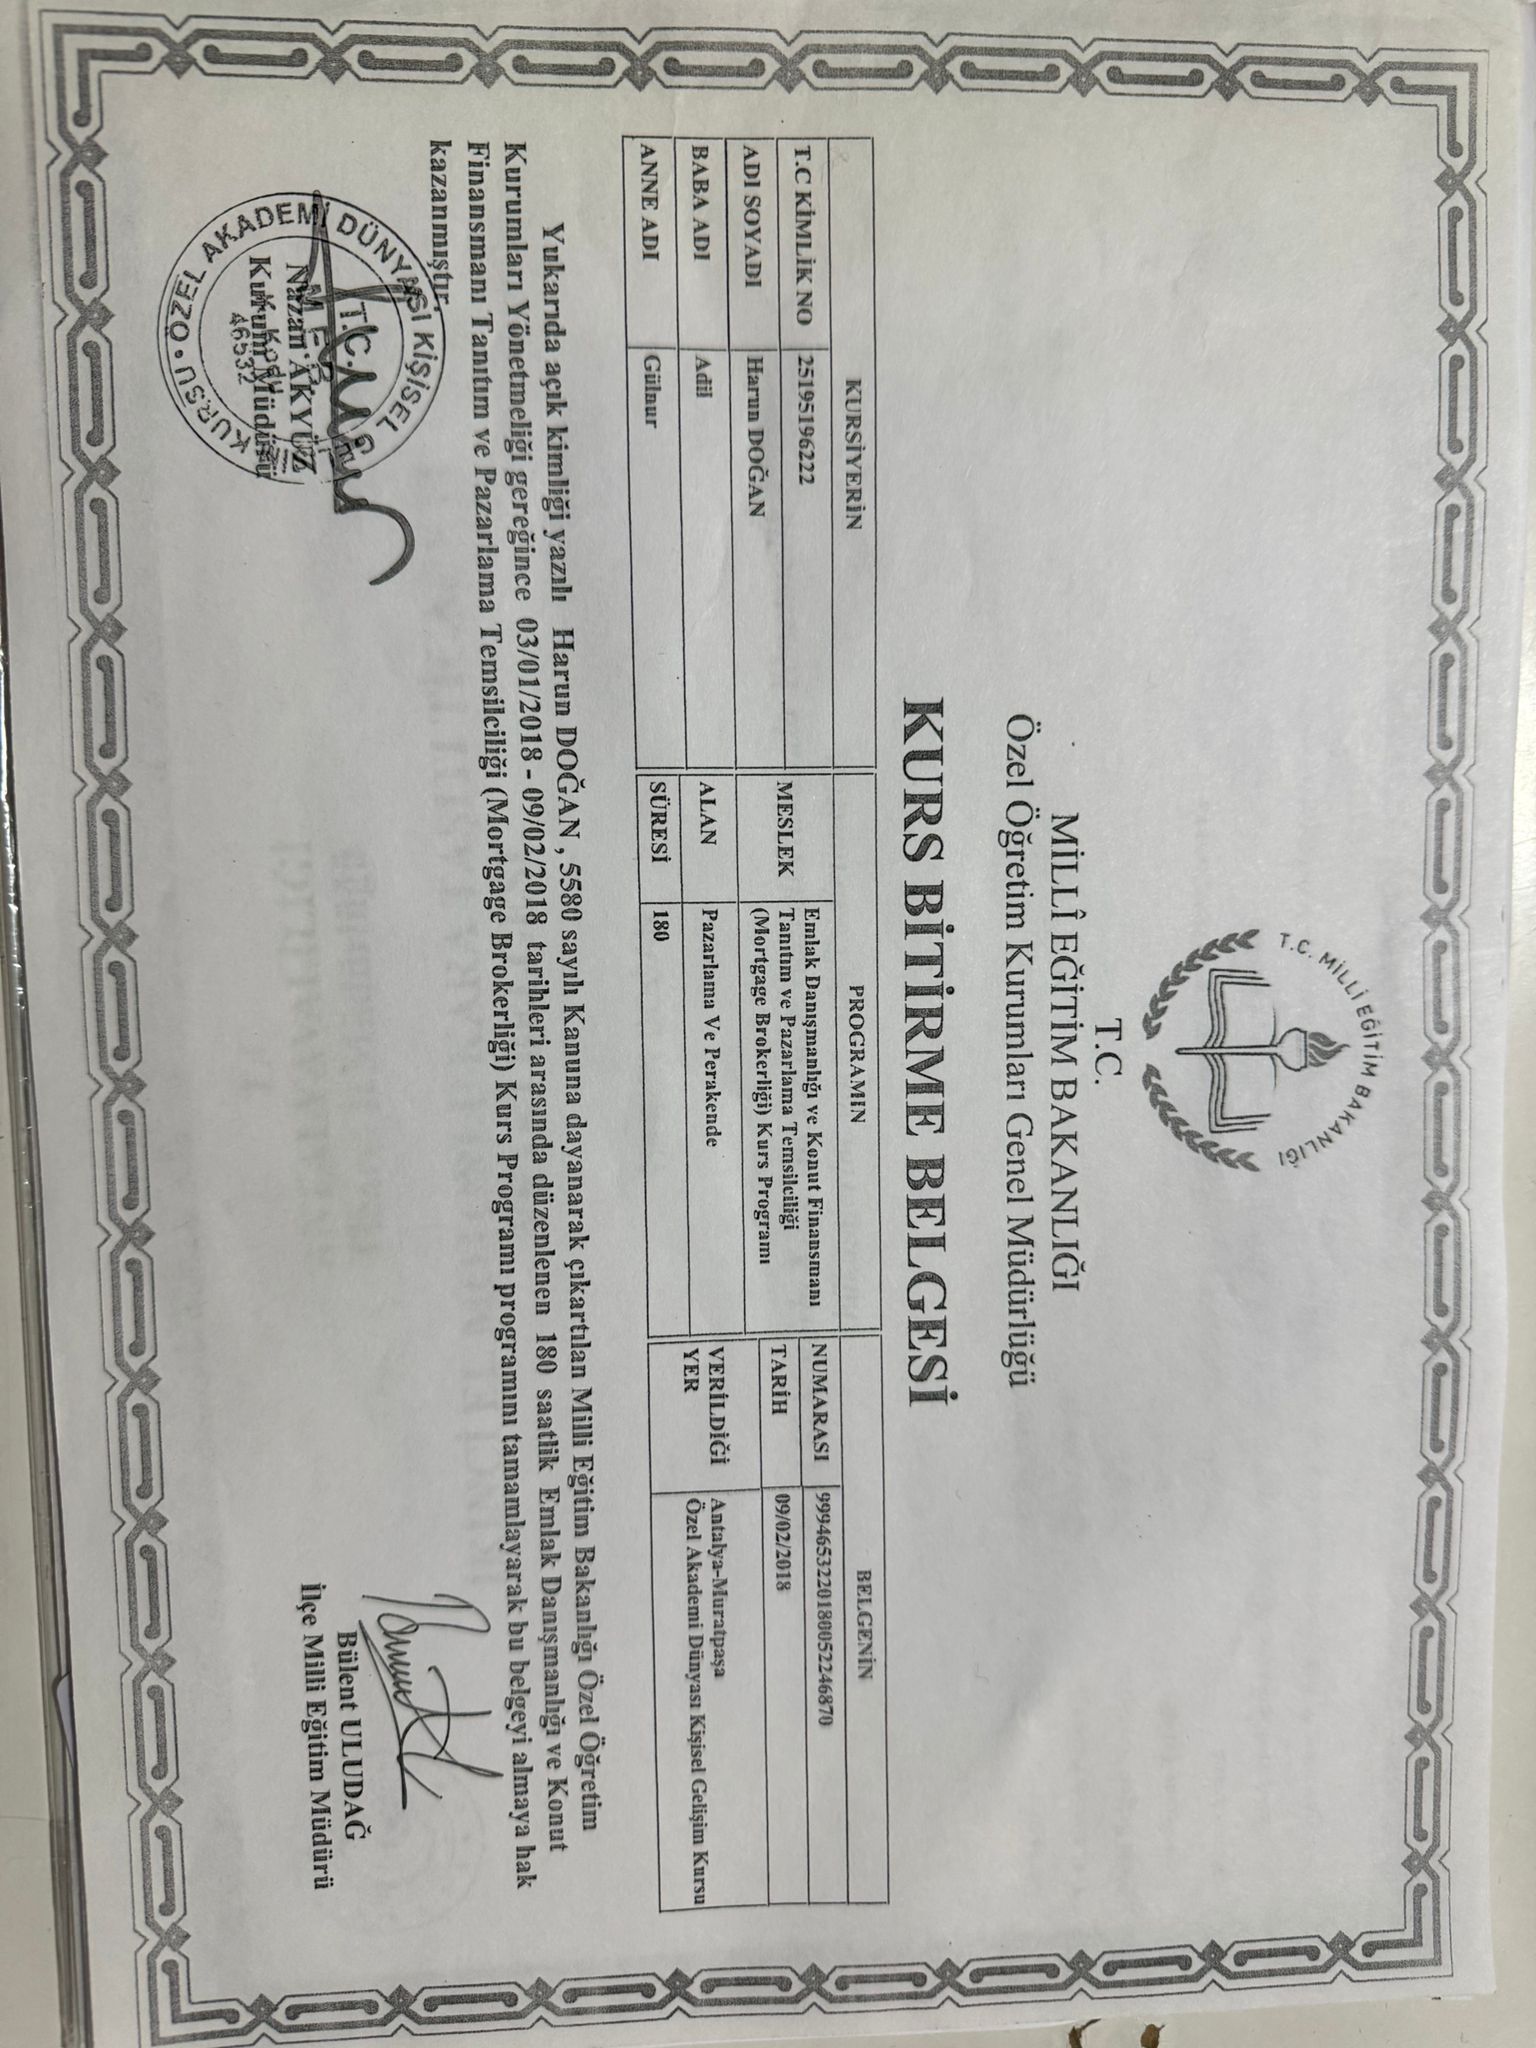 T.C. MİLLİ EĞİTİM BAKANLIĞI
T.C.
MİLLÎ EĞİTİM BAKANLIĞI
Özel Öğretim Kurumları Genel Müdürlüğü
KURS BİTİRME BELGESİ
KURSİYERİN
T.C KİMLİK NO 25195196222
ADI SOYADI Harun DOĞAN
BABA ADI Adil
ANNE ADI Gülnur
PROGRAMIN
MESLEK Emlak Danışmanlığı ve Konut Finansmanı
Tanıtım ve Pazarlama Temsilciliği
(Mortgage Brokerliği) Kurs Programı
ALAN Pazarlama Ve Perakende
SÜRESİ 180
BELGENİN
NUMARASI 999465322018005224​6870
TARİH 09/02/2018
VERİLDİĞİ
YER
Antalya-Muratpaşa
Özel Akademi Dünyası Kişisel Gelişim Kursu
Yukarıda açık kimliği yazılı Harun DOĞAN , 5580 sayılı Kanuna dayanarak çıkartılan Milli Eğitim Bakanlığı Özel Öğretim
Kurumları Yönetmeliği gereğince 03/01/2018 - 09/02/2018 tarihleri arasında düzenlenen 180 saatlik Emlak Danışmanlığı ve Konut
Finansmanı Tanıtım ve Pazarlama Temsilciliği (Mortgage Brokerliği) Kurs Programı programını tamamlayarak bu belgeyi almaya hak
kazanmıştır.
ÖZEL AKADEMİ DÜNYASI KİŞİSEL
KURSU
T.C.
Nazan AKYÜZ
Kurum Müdürü
46532
Bülent ULUDAĞ
İlçe Milli Eğitim Müdürü